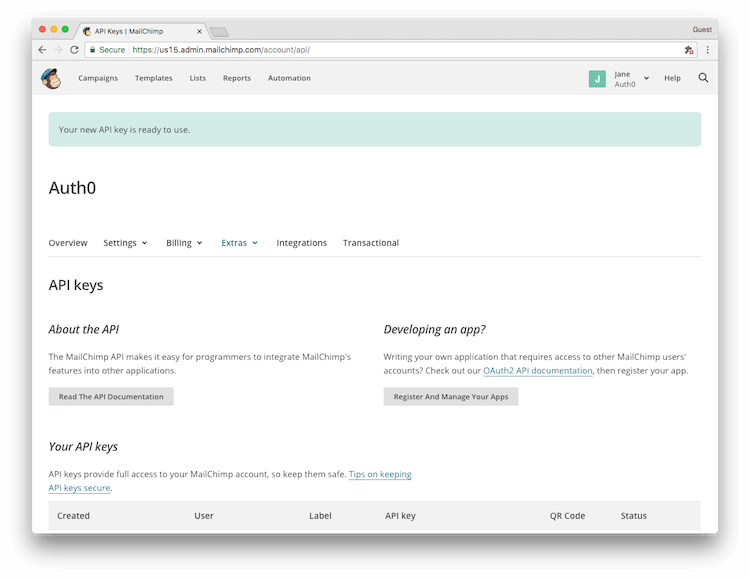 API Keys | MailChimp
Guest
Secure https://us15.admin.mailchimp.com/account/api/
Campaigns Templates Lists Reports Automation
J Jane Help
Auth0
Your new API key is ready to use.
Auth0
Overview Settings Billing Extras Integrations Transactional
API keys
About the API
The MailChimp API makes it easy for programmers to integrate MailChimp's
features into other applications.
Read The API Documentation
Developing an app?
Writing your own application that requires access to other MailChimp users'
accounts? Check out our OAuth2 API documentation, then register your app.
Register And Manage Your Apps
Your API keys
API keys provide full access to your MailChimp account, so keep them safe. Tips on keeping
API keys secure.
Created User Label API key QR Code Status